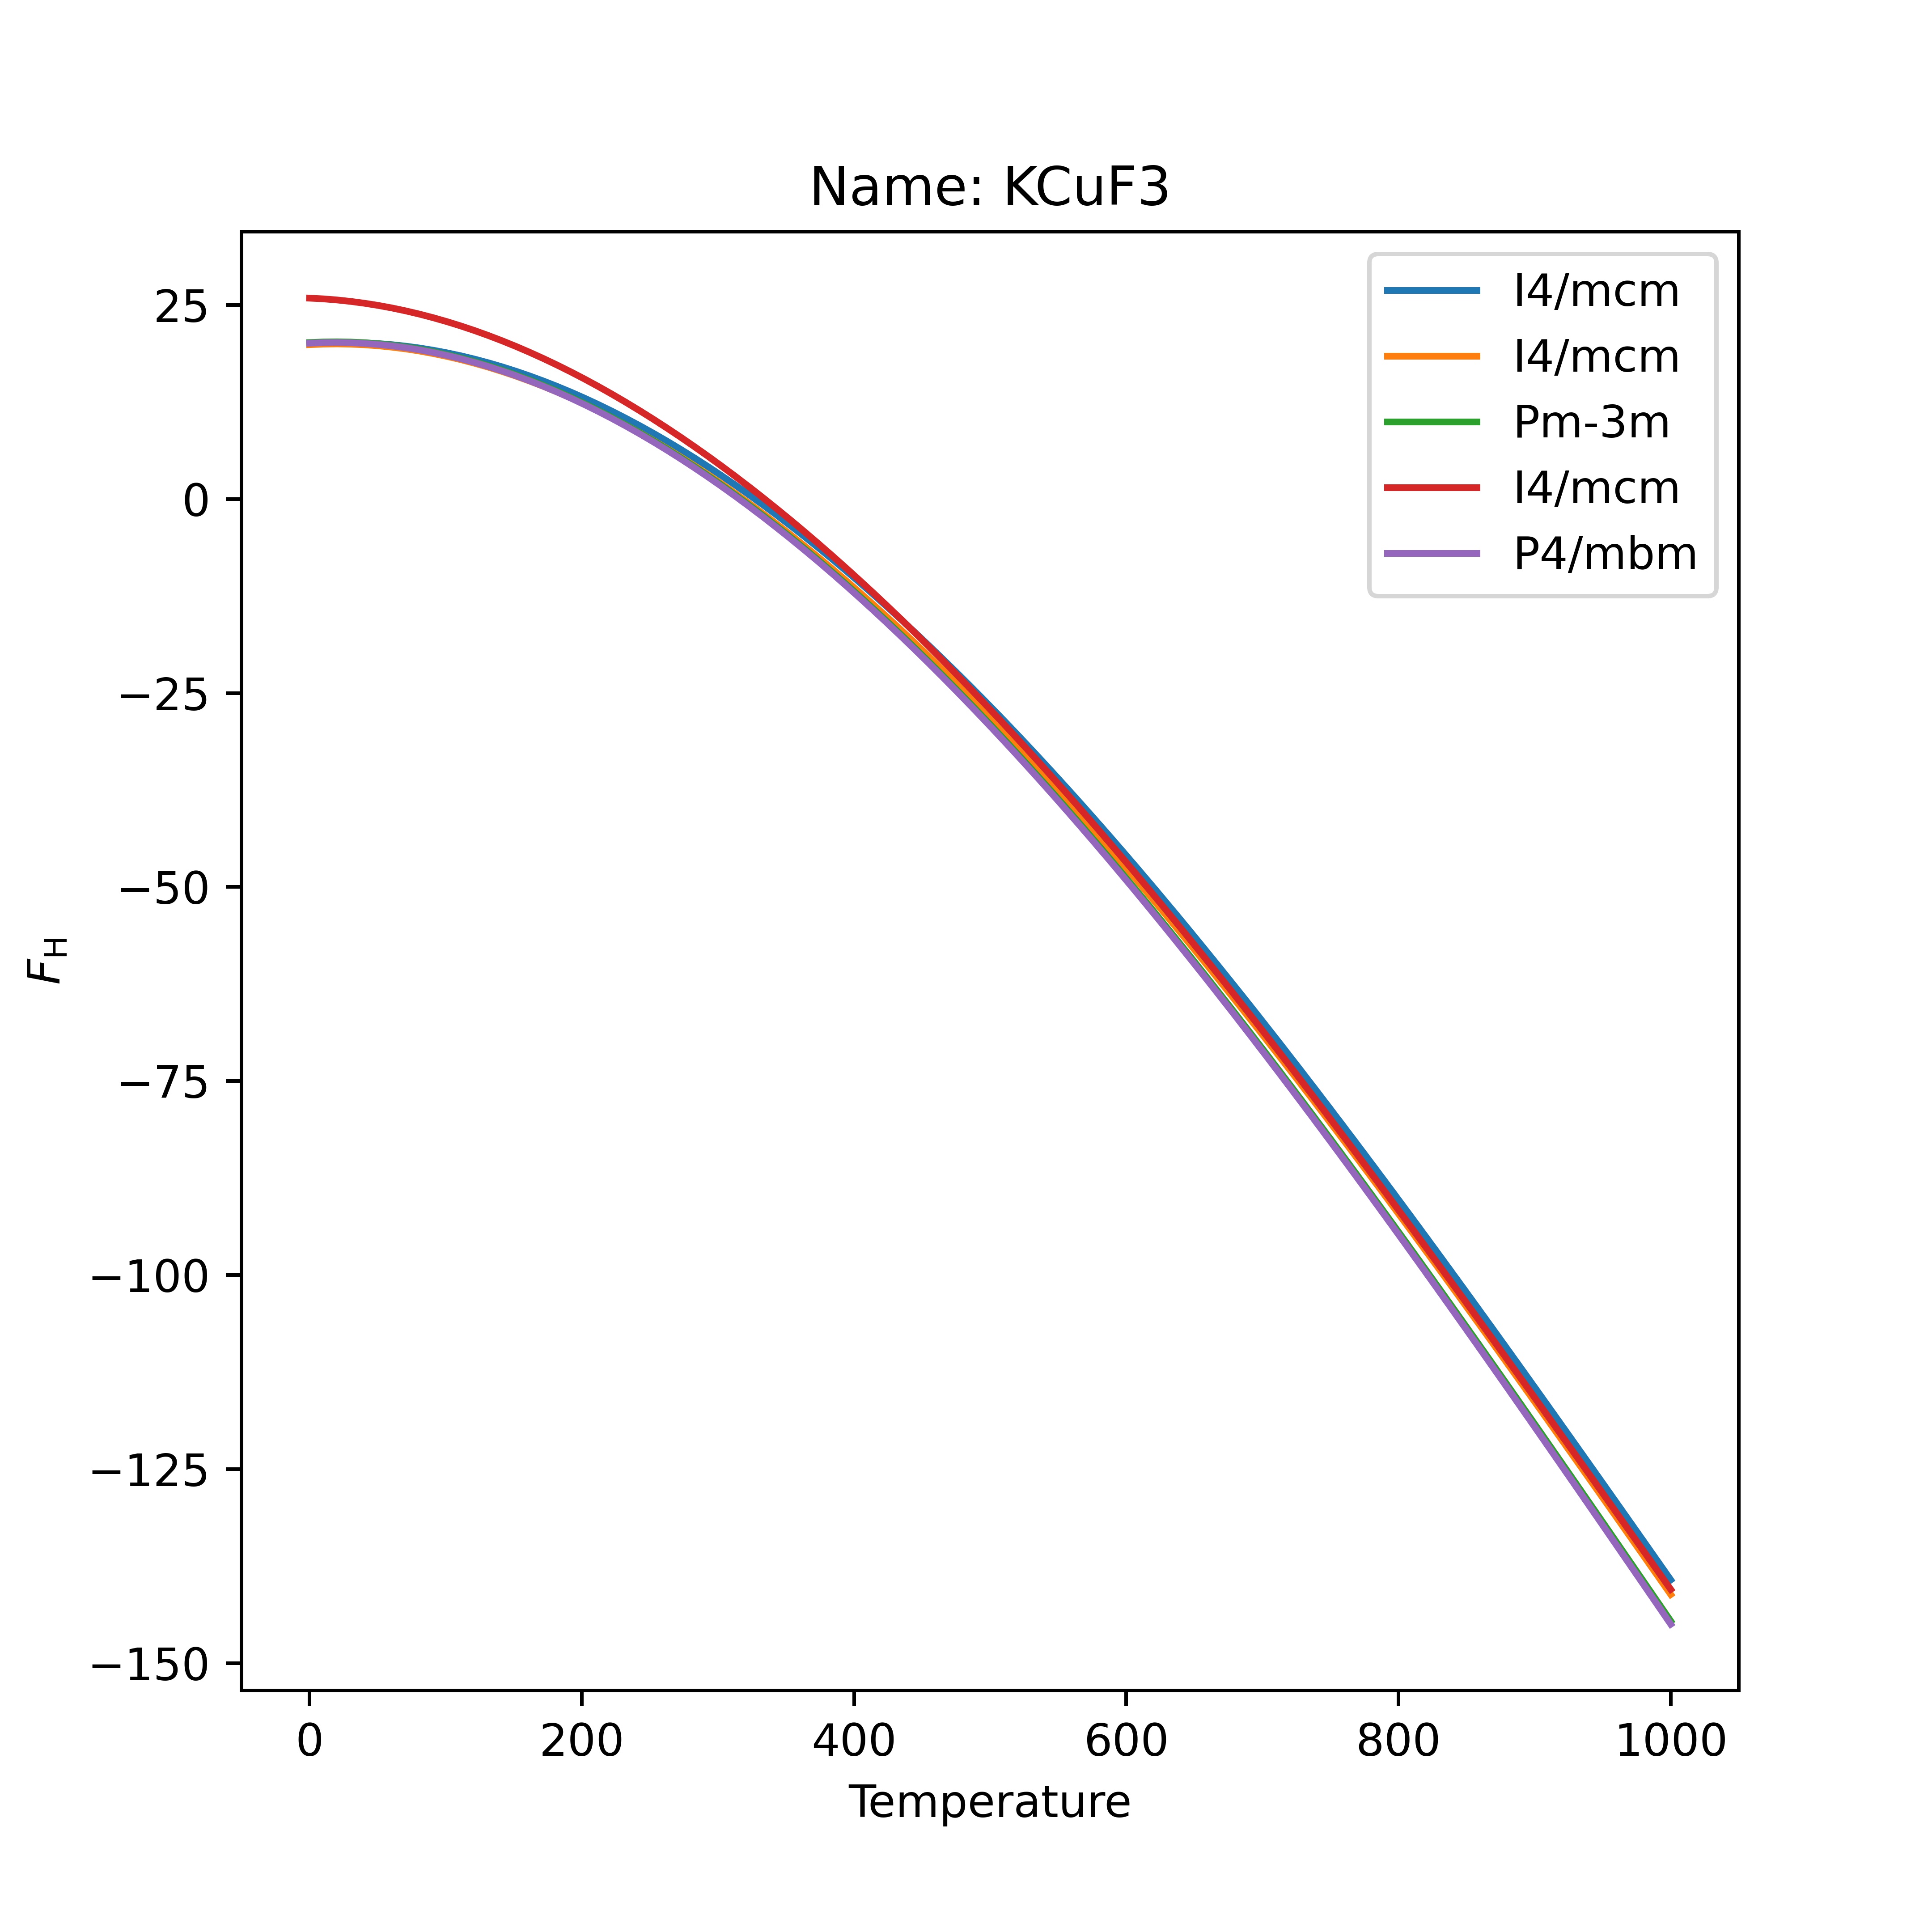 Name: KCuF3
25
0
−25
−50
−75
−100
−125
−150
F_H
0 200 400 600 800 1000
Temperature
I4/mcm
I4/mcm
Pm-3m
I4/mcm
P4/mbm